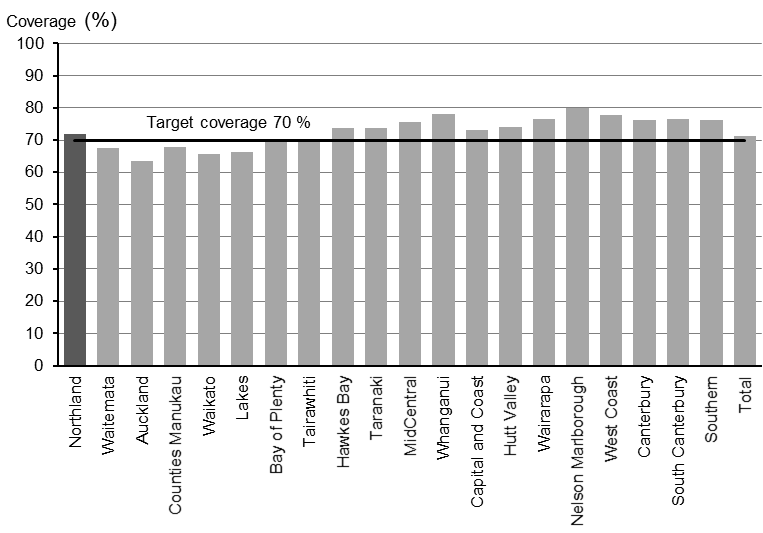 Coverage (%)
100
90
80
Target coverage 70 %
70
60
50
40
30
20
10
0
Northland
Waitemata
Auckland
Counties Manukau
Waikato
Lakes
Bay of Plenty
Tairawhiti
Hawkes Bay
Taranaki
MidCentral
Whanganui
Capital and Coast
Hutt Valley
Wairarapa
Nelson Marlborough
West Coast
Canterbury
South Canterbury
Southern
Total